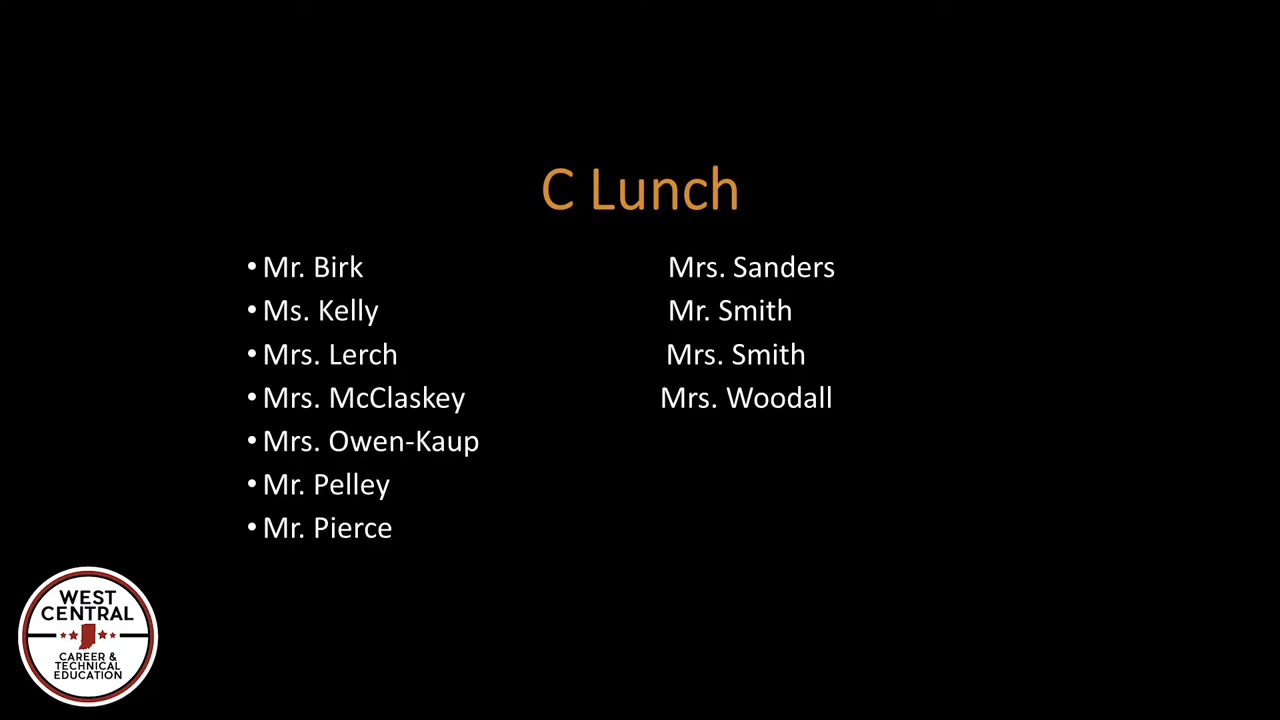 C Lunch
• Mr. Birk Mrs. Sanders
• Ms. Kelly Mr. Smith
• Mrs. Lerch Mrs. Smith
• Mrs. McClaskey Mrs. Woodall
• Mrs. Owen-Kaup
• Mr. Pelley
• Mr. Pierce
WEST
CENTRAL
CAREER &
TECHNICAL
EDUCATION